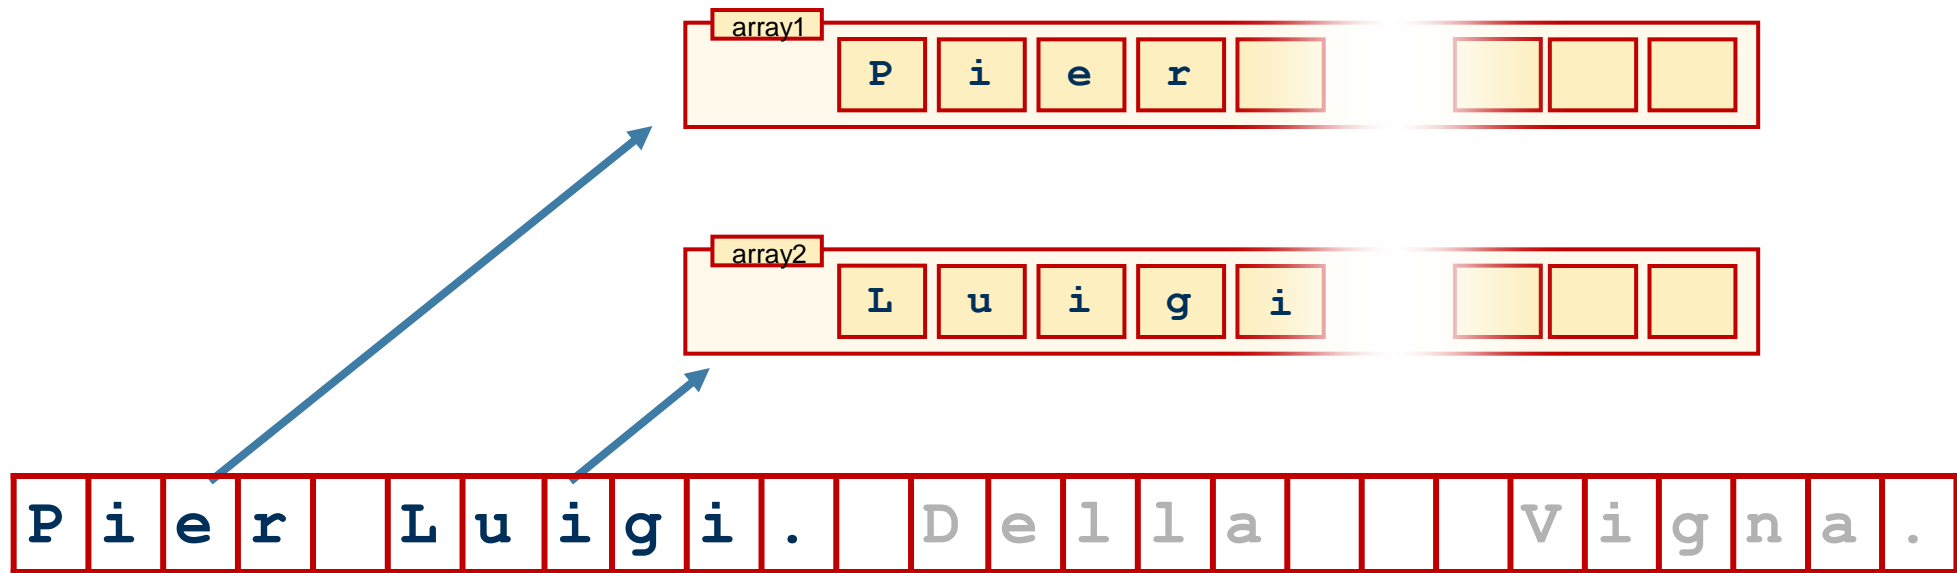 array1
P i e r
array2
L u i g i
P i e r L u i g i . D e l l a V i g n a .